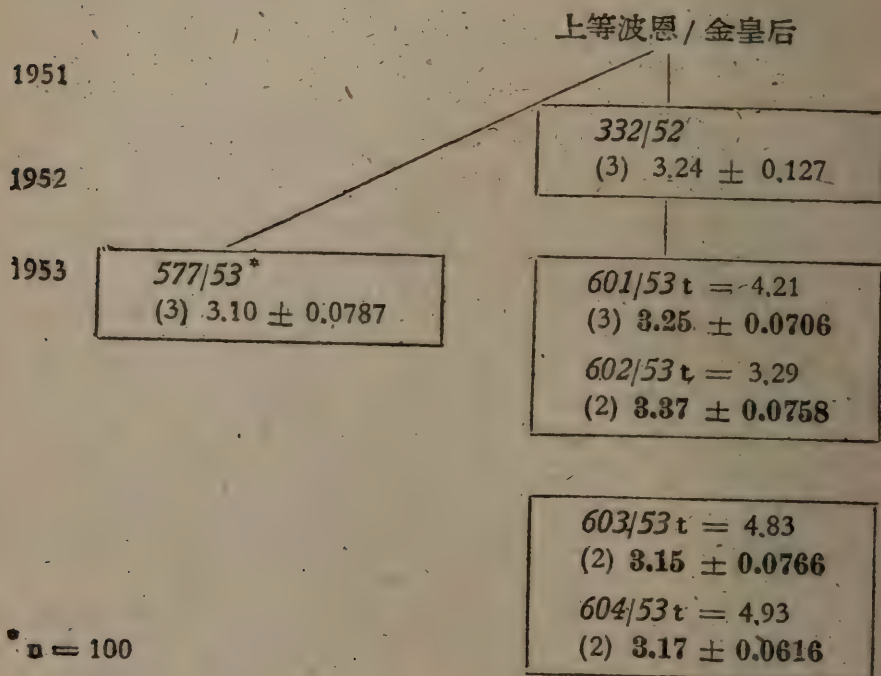 上等波恩 / 金皇后
1951
332/52
(3) 3.24 ± 0.127
1952
1953
577/53*
(3) 3.10 ± 0.0787
601/53 t = 4.21
(3) 3.25 ± 0.0706
602/53 t = 3.29
(2) 3.37 ± 0.0758
603/53 t = 4.83
(2) 3.15 ± 0.0766
604/53 t = 4.93
(2) 3.17 ± 0.0616
* n = 100